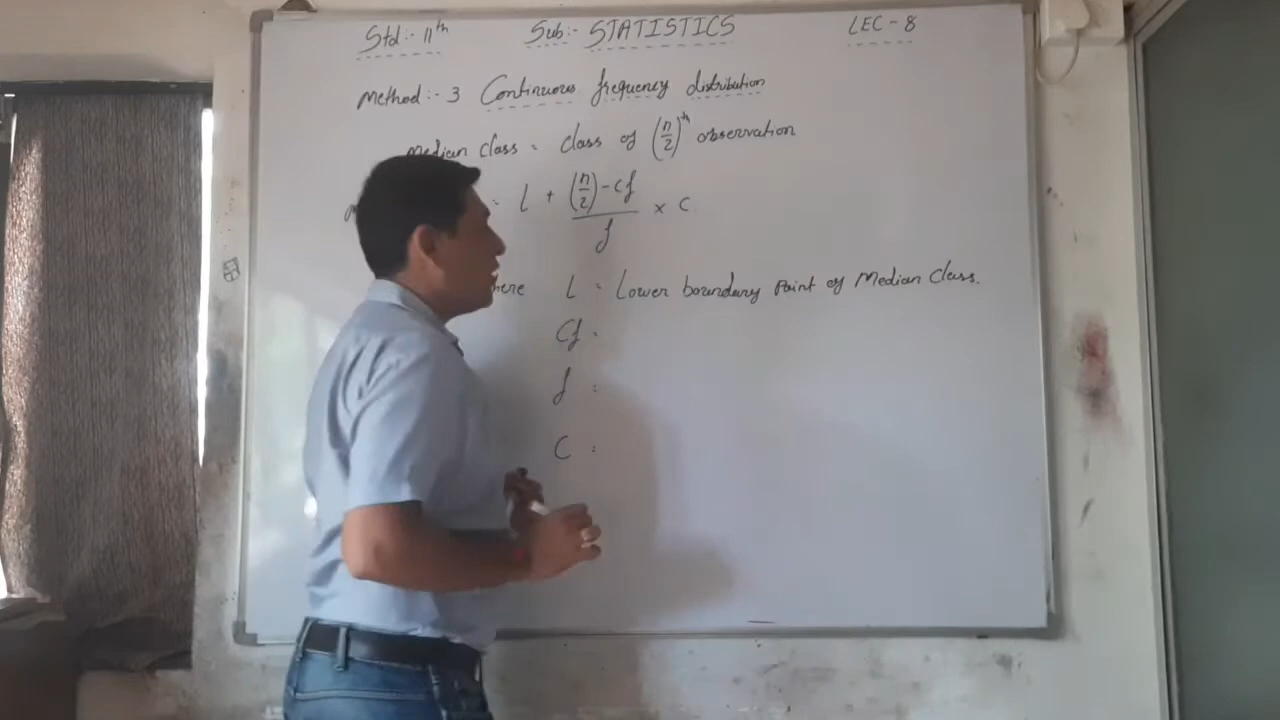 Std:- 11th Sub:- STATISTICS LEC - 8
Method:- 3 Continuous frequency distribution
Median class = class of (n/2)th observation
= L + ((n/2) - cf)/f × C
here L = Lower boundary Point of Median Class.
Cf =
f =
C =